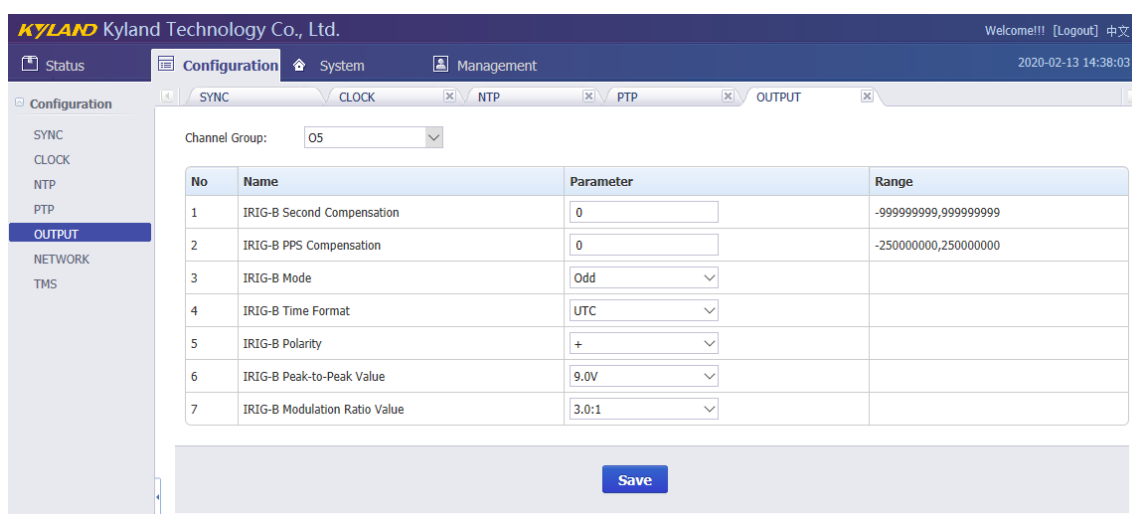 KYLAND Kyland Technology Co., Ltd. Welcome!!! [Logout] 中文
Status Configuration System Management 2020-02-13 14:38:03
Configuration
SYNC CLOCK NTP PTP OUTPUT
SYNC
CLOCK
NTP
PTP
OUTPUT
NETWORK
TMS
Channel Group: O5
No Name Parameter Range
1 IRIG-B Second Compensation 0 -999999999,999999999
2 IRIG-B PPS Compensation 0 -250000000,250000000
3 IRIG-B Mode Odd
4 IRIG-B Time Format UTC
5 IRIG-B Polarity +
6 IRIG-B Peak-to-Peak Value 9.0V
7 IRIG-B Modulation Ratio Value 3.0:1
Save